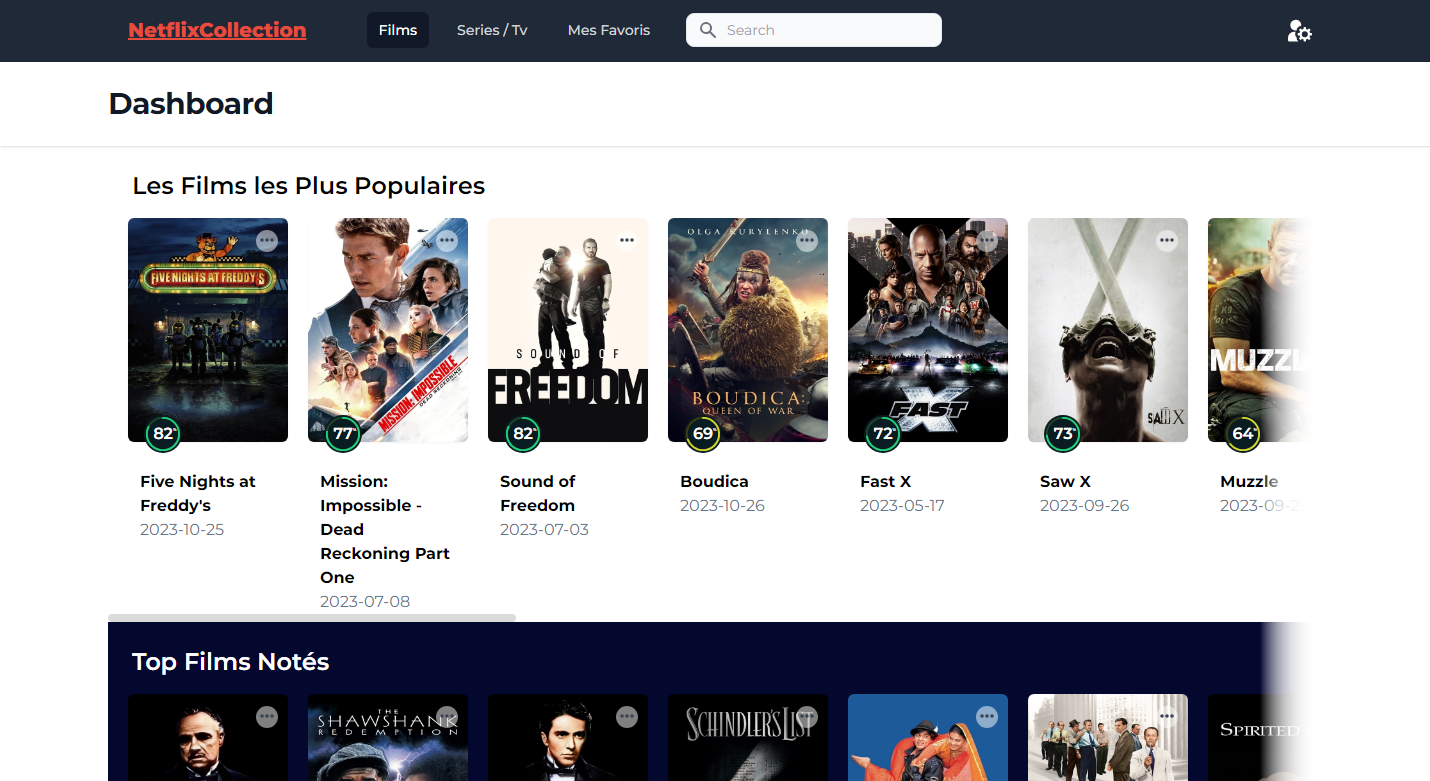 NetflixCollection Films Series / Tv Mes Favoris Search
Dashboard
Les Films les Plus Populaires
FIVE NIGHTS AT FREDDY'S
MISSION: IMPOSSIBLE
DEAD RECKONING
SOUND OF
FREEDOM
OLGA KURYLENKO
BOUDICA:
QUEEN OF WAR
FAST X
SAW X
K9
MUZZL
82%
77%
82%
69%
72%
73%
64%
Five Nights at
Freddy's
2023-10-25
Mission:
Impossible -
Dead
Reckoning Part
One
2023-07-08
Sound of
Freedom
2023-07-03
Boudica
2023-10-26
Fast X
2023-05-17
Saw X
2023-09-26
Muzzle
2023-09-2
Top Films Notés
THE
SHAWSHANK
REDEMPTION
SCHINDLER'S LIST
SPIRITED